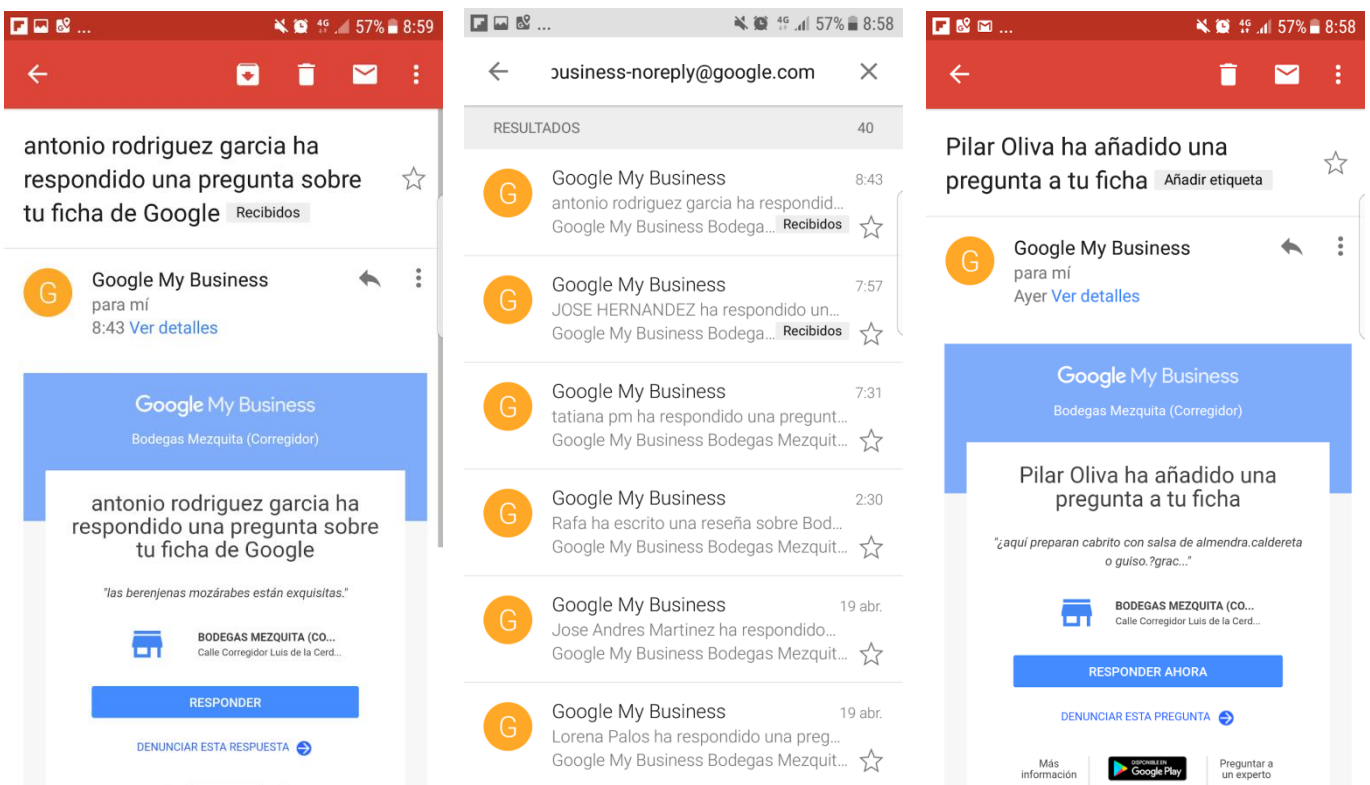 ... 4G 57% 8:59
antonio rodriguez garcia ha
respondido una pregunta sobre
tu ficha de Google Recibidos
G Google My Business
para mí
8:43 Ver detalles
Google My Business
Bodegas Mezquita (Corregidor)
antonio rodriguez garcia ha
respondido una pregunta sobre
tu ficha de Google
"las berenjenas mozárabes están exquisitas."
BODEGAS MEZQUITA (CO...
Calle Corregidor Luis de la Cerd...
RESPONDER
DENUNCIAR ESTA RESPUESTA
... 4G 57% 8:58
business-noreply@google.com
RESULTADOS 40
G Google My Business 8:43
antonio rodriguez garcia ha respondid...
Google My Business Bodega... Recibidos
G Google My Business 7:57
JOSE HERNANDEZ ha respondido un...
Google My Business Bodega... Recibidos
G Google My Business 7:31
tatiana pm ha respondido una pregunt...
Google My Business Bodegas Mezquit...
G Google My Business 2:30
Rafa ha escrito una reseña sobre Bod...
Google My Business Bodegas Mezquit...
G Google My Business 19 abr.
Jose Andres Martinez ha respondido...
Google My Business Bodegas Mezquit...
G Google My Business 19 abr.
Lorena Palos ha respondido una preg...
Google My Business Bodegas Mezquit...
... 4G 57% 8:58
Pilar Oliva ha añadido una
pregunta a tu ficha Añadir etiqueta
G Google My Business
para mí
Ayer Ver detalles
Google My Business
Bodegas Mezquita (Corregidor)
Pilar Oliva ha añadido una
pregunta a tu ficha
"¿aquí preparan cabrito con salsa de almendra.caldereta
o guiso.?grac..."
BODEGAS MEZQUITA (CO...
Calle Corregidor Luis de la Cerd...
RESPONDER AHORA
DENUNCIAR ESTA PREGUNTA
Más
información
DISPONIBLE EN
Google Play
Preguntar a
un experto